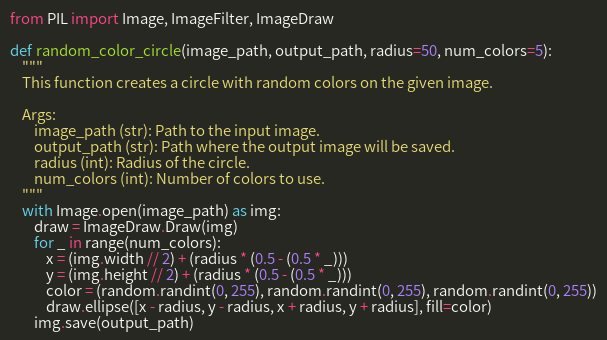 from PIL import Image, ImageFilter, ImageDraw

def random_color_circle(image_path, output_path, radius=50, num_colors=5):
    """
    This function creates a circle with random colors on the given image.

    Args:
        image_path (str): Path to the input image.
        output_path (str): Path where the output image will be saved.
        radius (int): Radius of the circle.
        num_colors (int): Number of colors to use.
    """
    with Image.open(image_path) as img:
        draw = ImageDraw.Draw(img)
        for _ in range(num_colors):
            x = (img.width // 2) + (radius * (0.5 - (0.5 * _)))
            y = (img.height // 2) + (radius * (0.5 - (0.5 * _)))
            color = (random.randint(0, 255), random.randint(0, 255), random.randint(0, 255))
            draw.ellipse([x - radius, y - radius, x + radius, y + radius], fill=color)
        img.save(output_path)